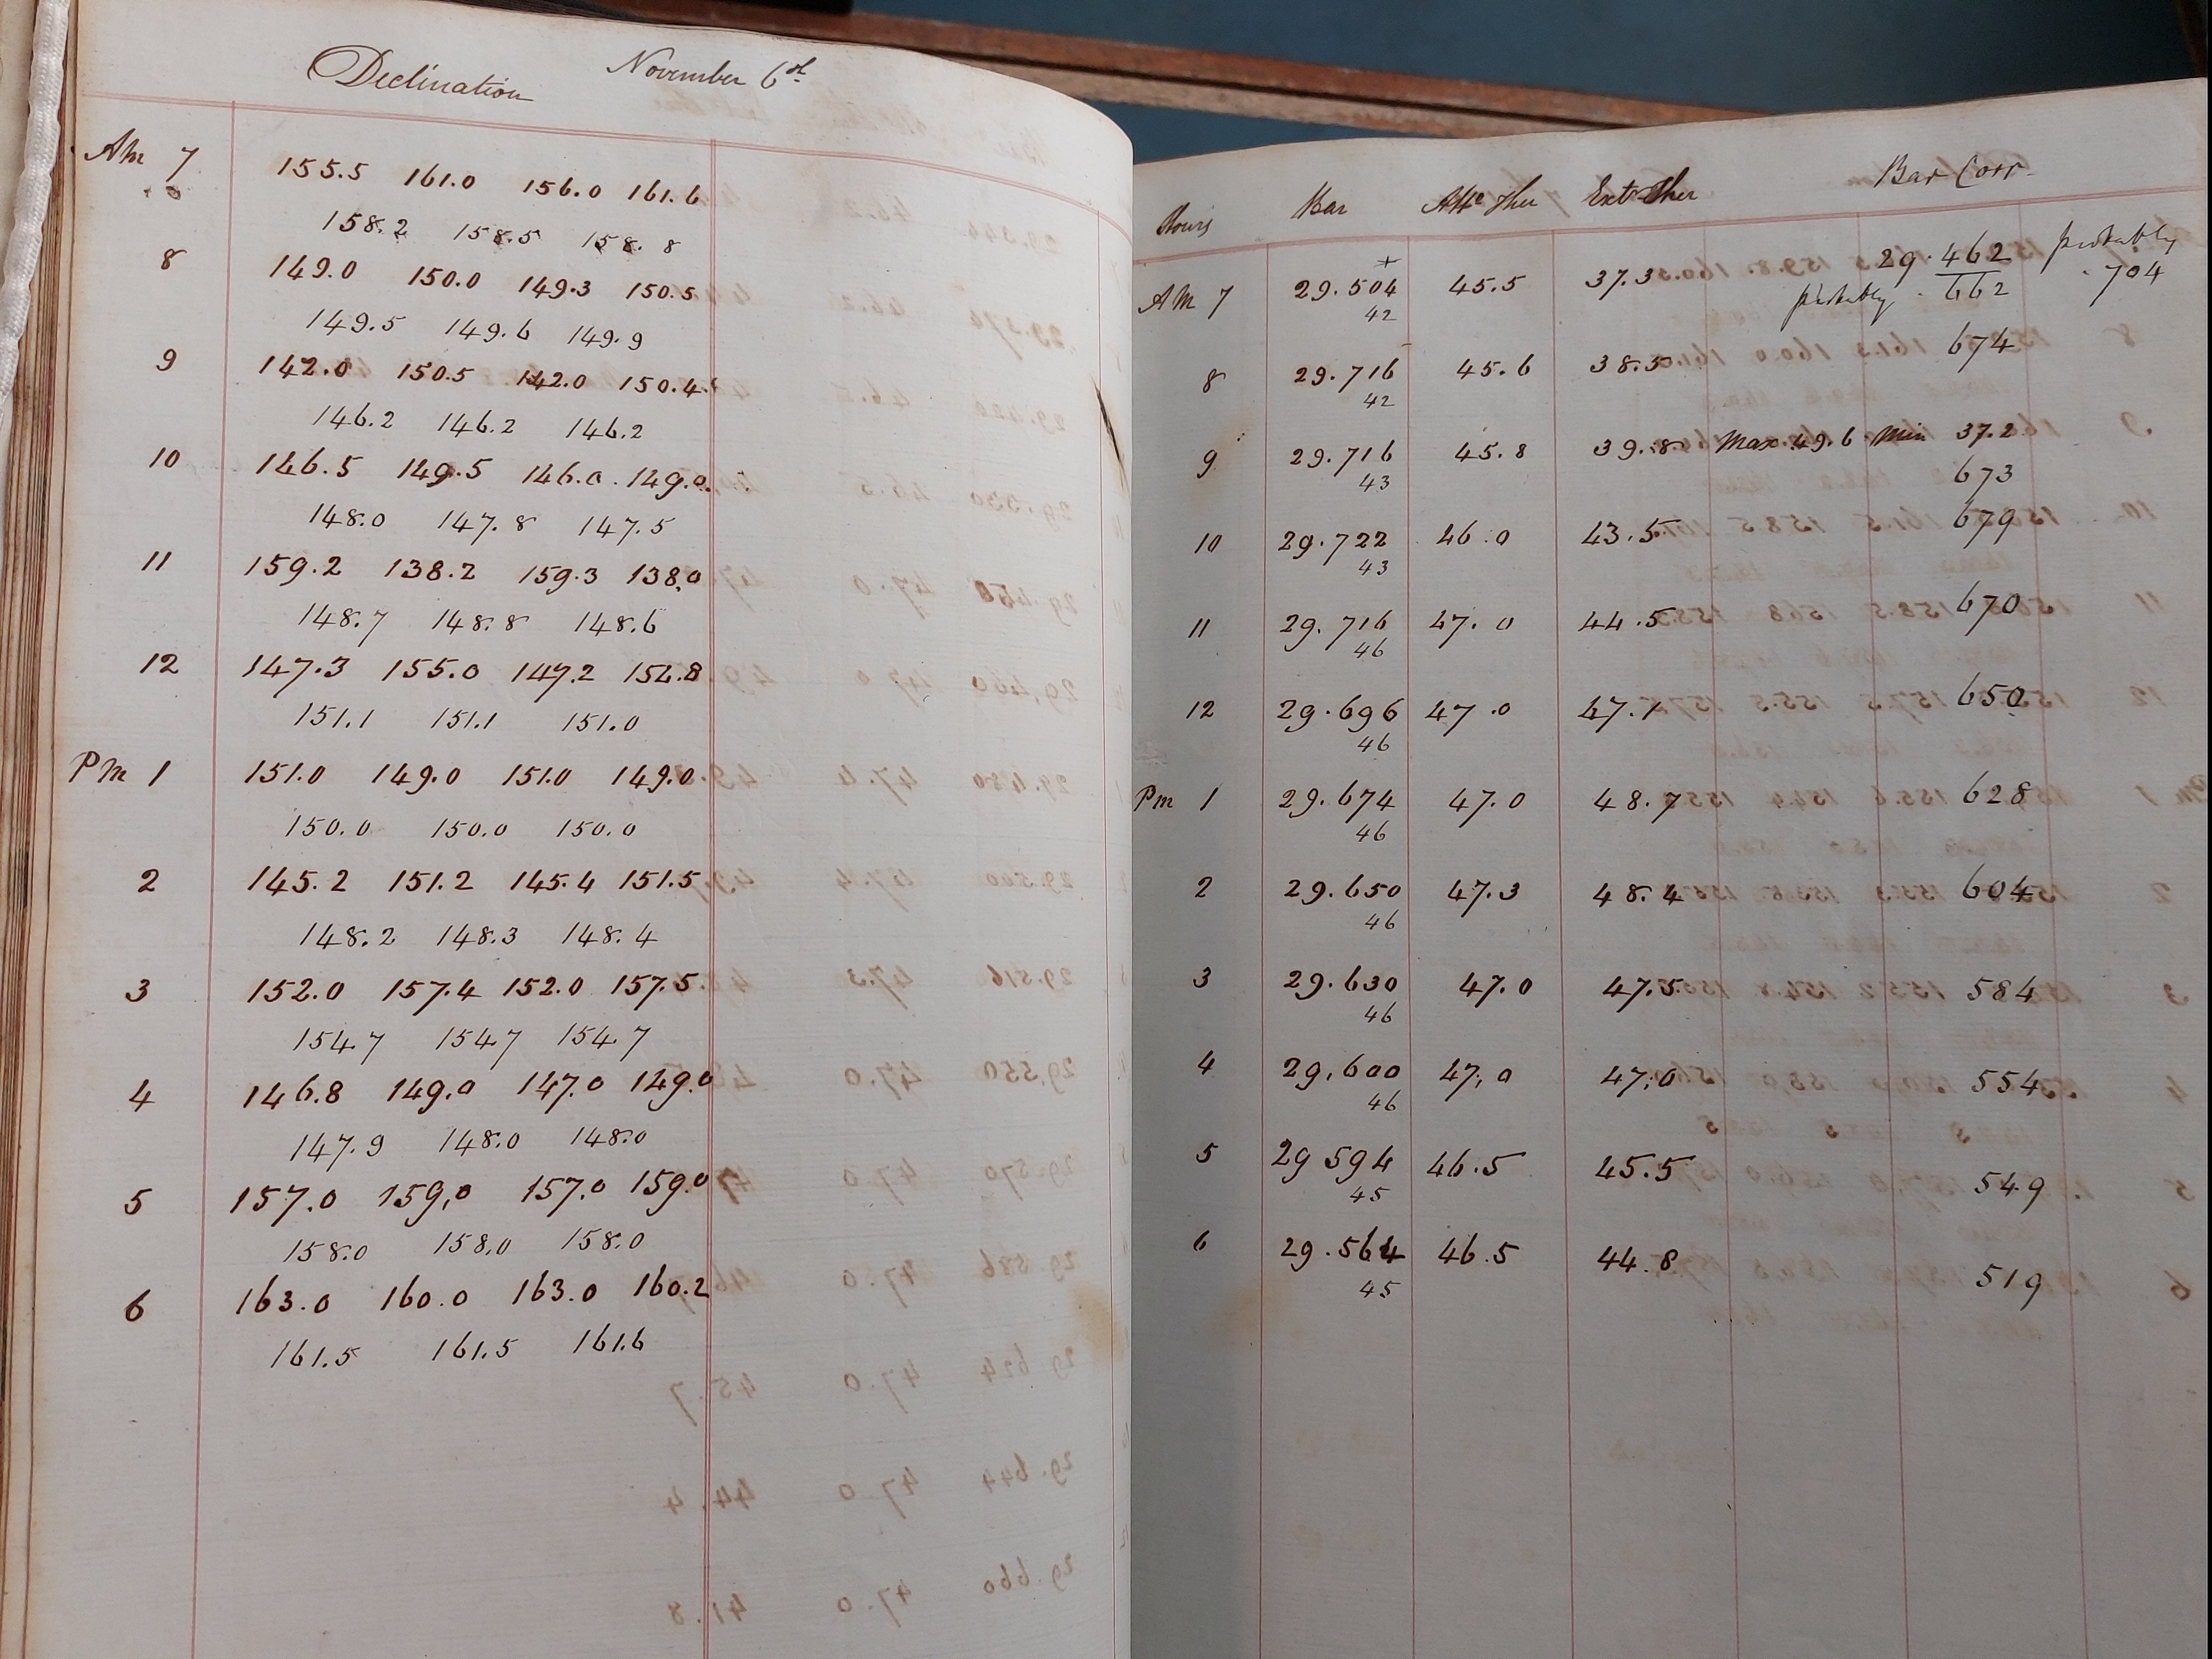 Declination November 6th
Am 7 155.5 161.0 156.0 161.6
158.2 158.5 158.8
8 149.0 150.0 149.3 150.5
149.5 149.6 149.9
9 142.0 150.5 142.0 150.4
146.2 146.2 146.2
10 146.5 149.5 146.0 149.0
148.0 147.8 147.5
11 159.2 138.2 159.3 138.0
148.7 148.8 148.6
12 147.3 155.0 147.2 154.8
151.1 151.1 151.0
Pm 1 151.0 149.0 151.0 149.0
150.0 150.0 150.0
2 145.2 151.2 145.4 151.5
148.2 148.3 148.4
3 152.0 157.4 152.0 157.5
154.7 154.7 154.7
4 146.8 149.0 147.0 149.0
147.9 148.0 148.0
5 157.0 159.0 157.0 159.0
158.0 158.0 158.0
6 163.0 160.0 163.0 160.2
161.5 161.5 161.6
Hours Bar Atte Ther Ext Ther Bar Corr
AM 7 29.504 45.5 37.3 29.462 probably
42 probably .662 .704
8 29.716 45.6 38.5 674
42
9 29.716 45.8 39.8 Max 49.6 Min 37.2
43 673
10 29.722 46.0 43.5 679
43
11 29.716 47.0 44.5 670
46
12 29.696 47.0 47.1 650
46
Pm 1 29.674 47.0 48.7 628
46
2 29.650 47.3 48.4 604
46
3 29.630 47.0 47.5 584
46
4 29,600 47,0 47,0 554
46
5 29 594 46.5 45.5 549
45
6 29.564 46.5 44.8 519
45